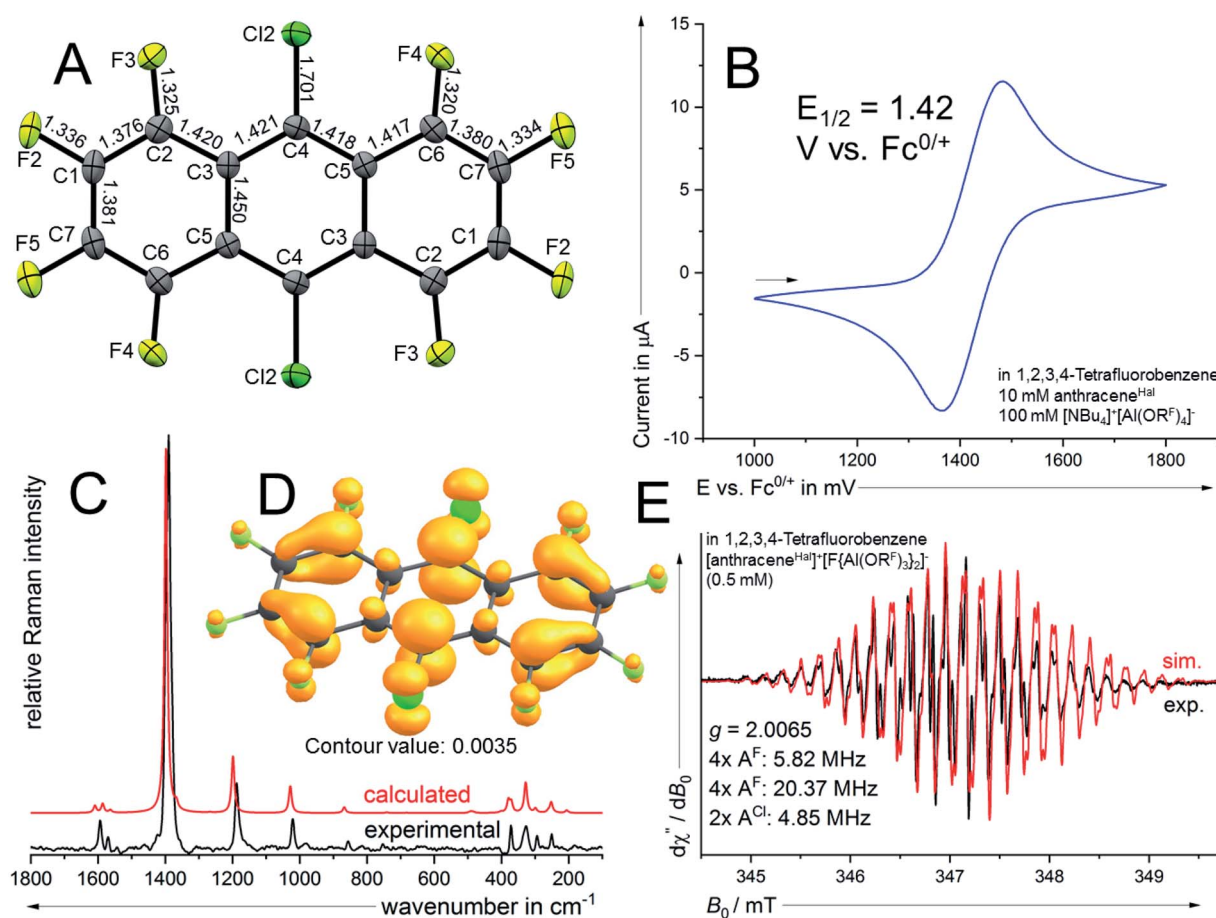 A
Cl2
F3
F4
1.701
1.325
1.320
1.336
1.376
1.420
1.421
1.418
1.417
1.380
1.334
F2
C2
C4
C6
F5
C1
C3
C5
C7
1.381
1.450
C7
C5
C3
C1
F5
C6
C4
C2
F2
F4
F3
Cl2
B
E1/2 = 1.42
V vs. Fc0/+
Current in µA
15
10
5
0
-5
-10
in 1,2,3,4-Tetrafluorobenzene
10 mM anthraceneHal
100 mM [NBu4]+[Al(ORF)4]-
1000
1200
1400
1600
1800
E vs. Fc0/+ in mV
C
relative Raman intensity
D
Contour value: 0.0035
calculated
experimental
1800
1600
1400
1200
1000
800
600
400
200
wavenumber in cm-1
E
in 1,2,3,4-Tetrafluorobenzene
[anthraceneHal]+[F{Al(ORF)3}2]-
(0.5 mM)
sim.
exp.
g = 2.0065
4x AF: 5.82 MHz
4x AF: 20.37 MHz
2x ACl: 4.85 MHz
dχ" / dB0
345
346
347
348
349
B0 / mT